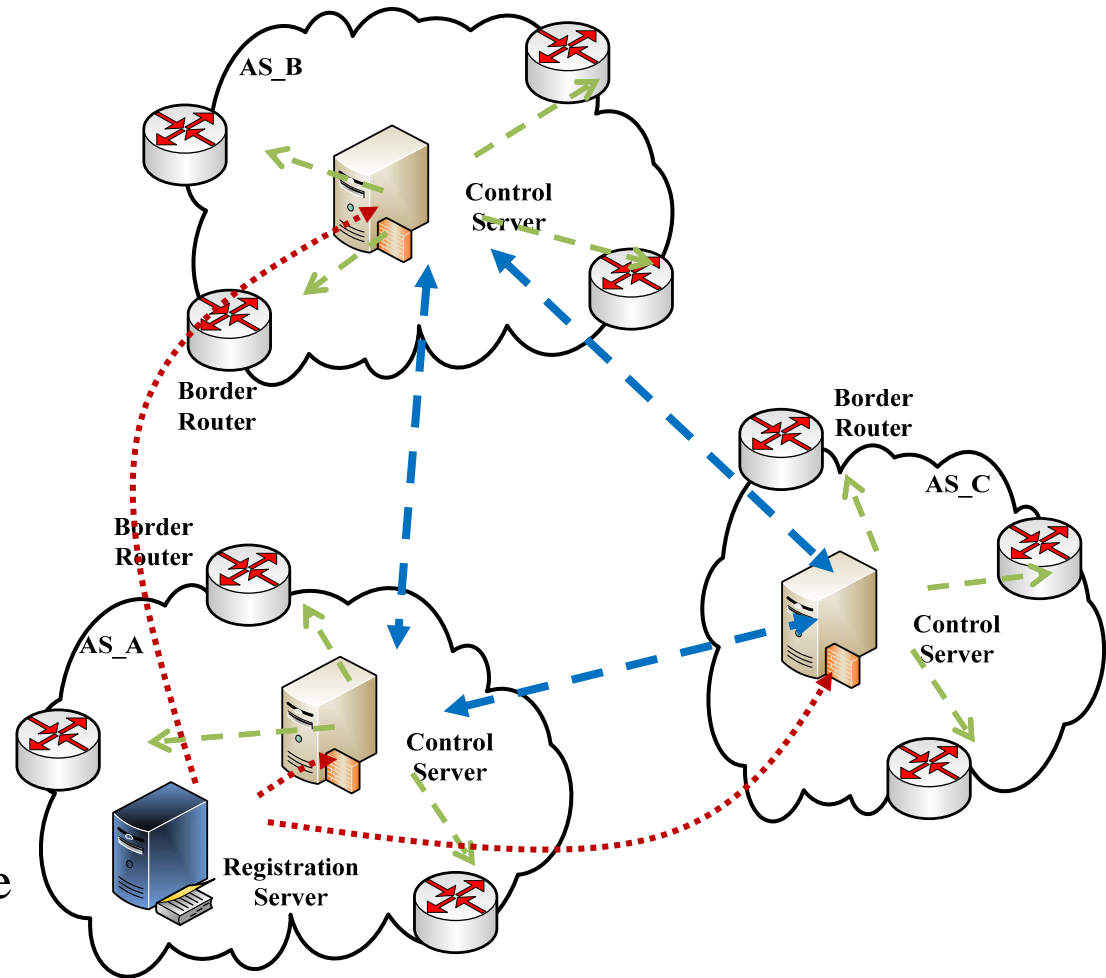 AS_B
Control
Server
Border
Router
Border
Router
AS_C
Border
Router
AS_A
Control
Server
Control
Server
Registration
Server
e